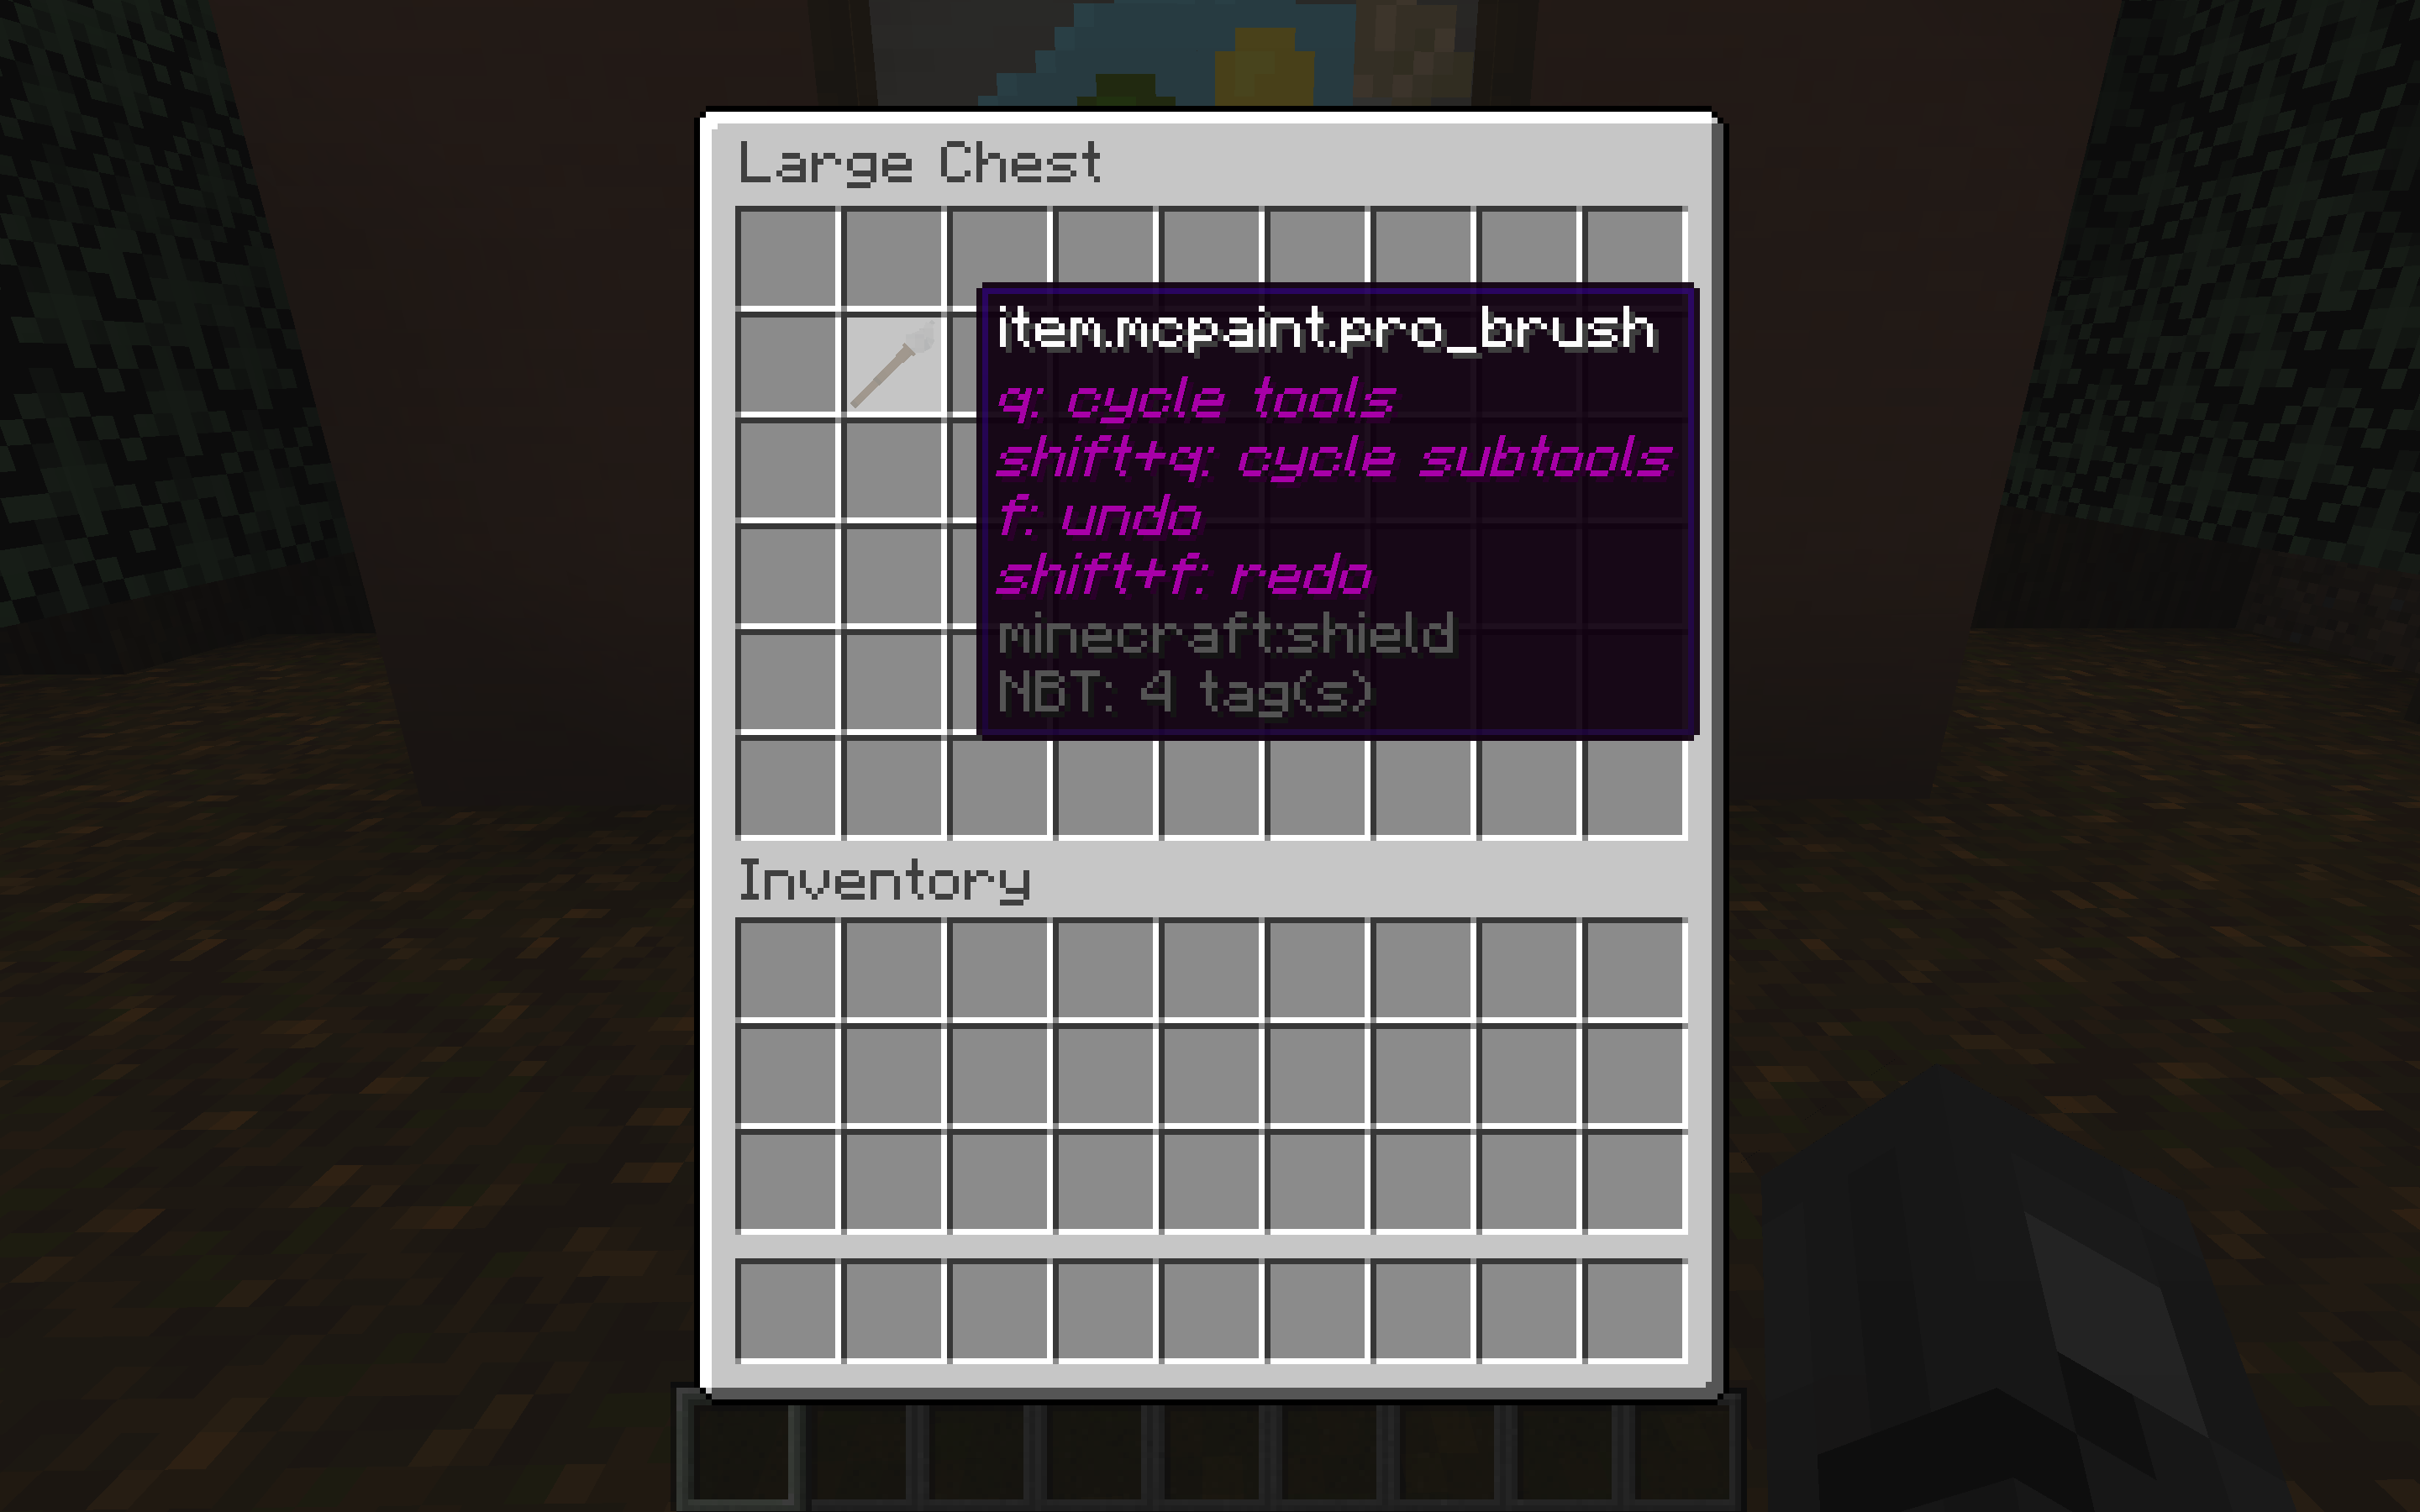 Large Chest
item.mcpaint.pro_brush
q: cycle tools
shift+q: cycle subtools
f: undo
shift+f: redo
minecraft:shield
NBT: 4 tag(s)
Inventory